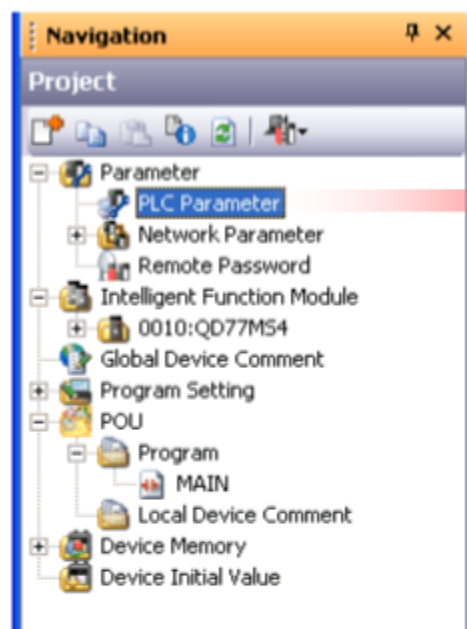 Navigation
Project
Parameter
PLC Parameter
Network Parameter
Remote Password
Intelligent Function Module
0010:QD77MS4
Global Device Comment
Program Setting
POU
Program
MAIN
Local Device Comment
Device Memory
Device Initial Value